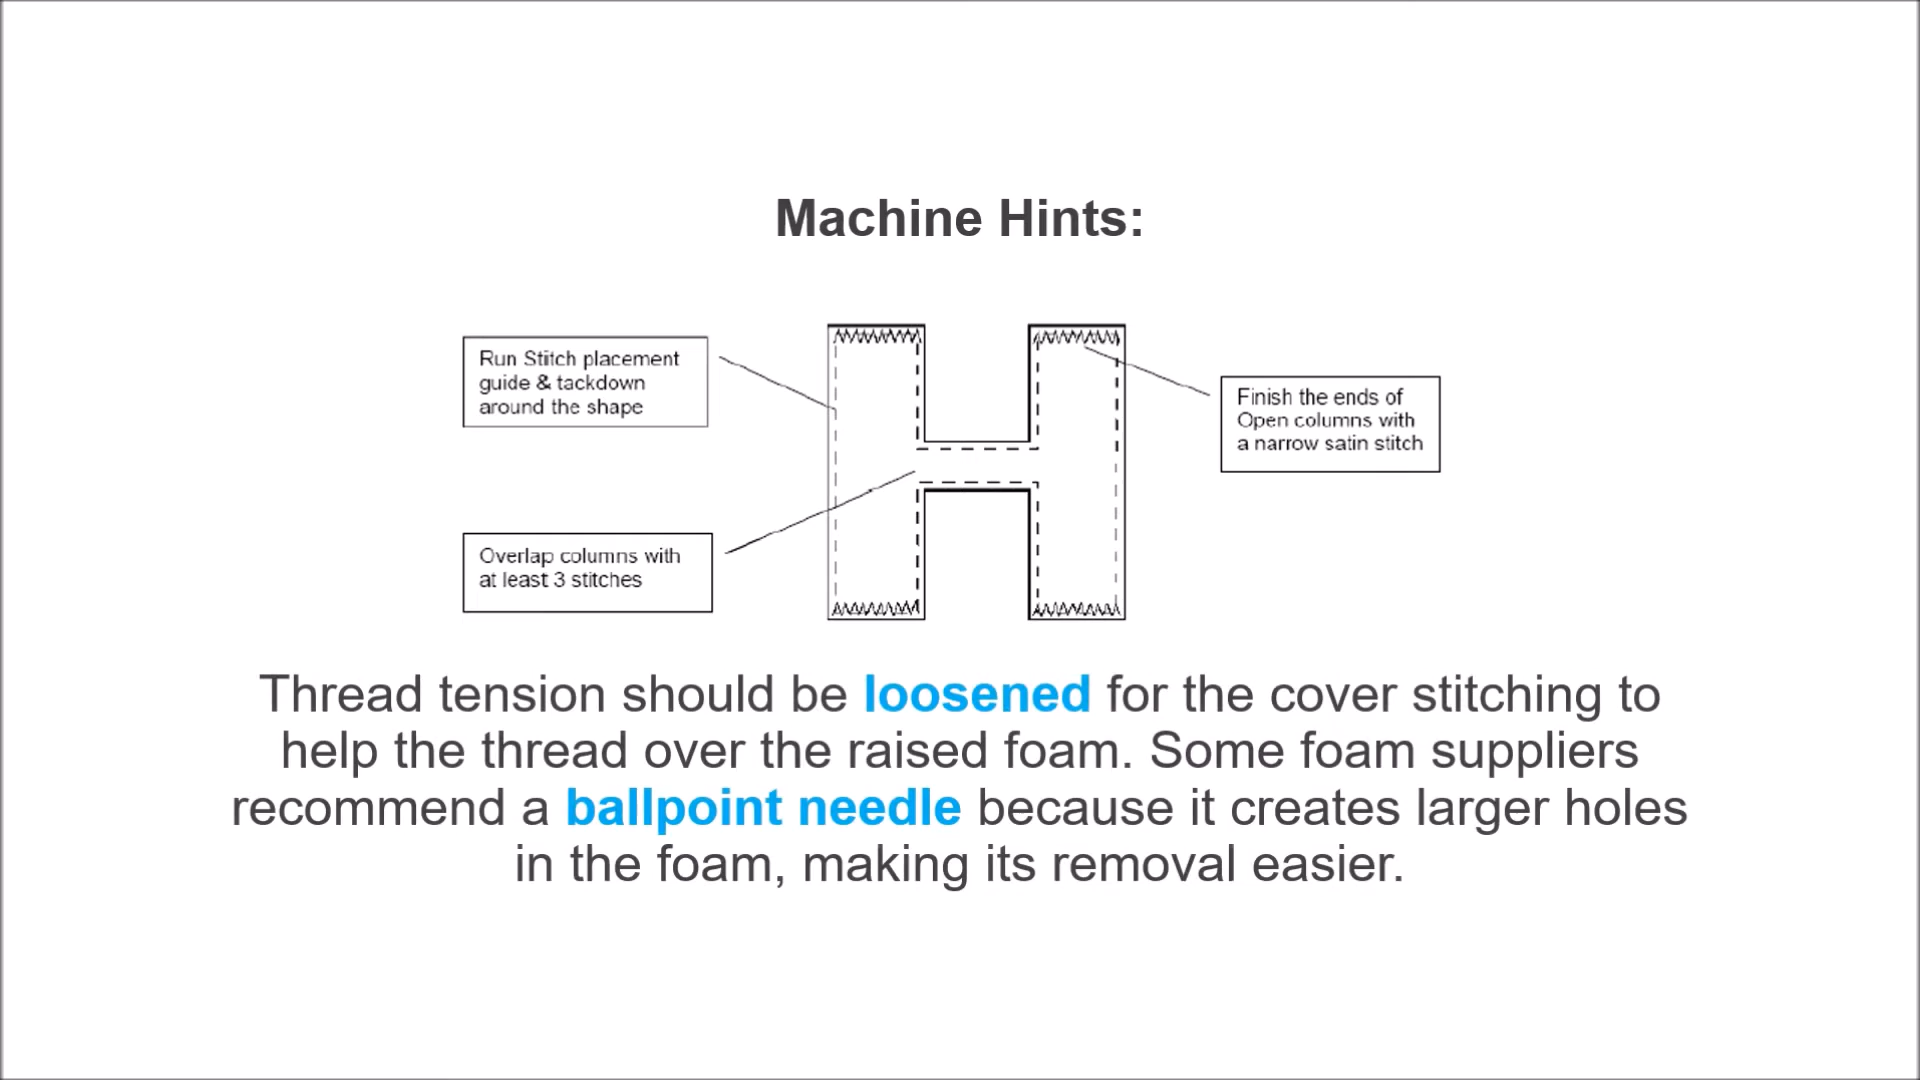 Machine Hints:
Run Stitch placement
guide & tackdown
around the shape
Finish the ends of
Open columns with
a narrow satin stitch
Overlap columns with
at least 3 stitches
Thread tension should be loosened for the cover stitching to
help the thread over the raised foam. Some foam suppliers
recommend a ballpoint needle because it creates larger holes
in the foam, making its removal easier.